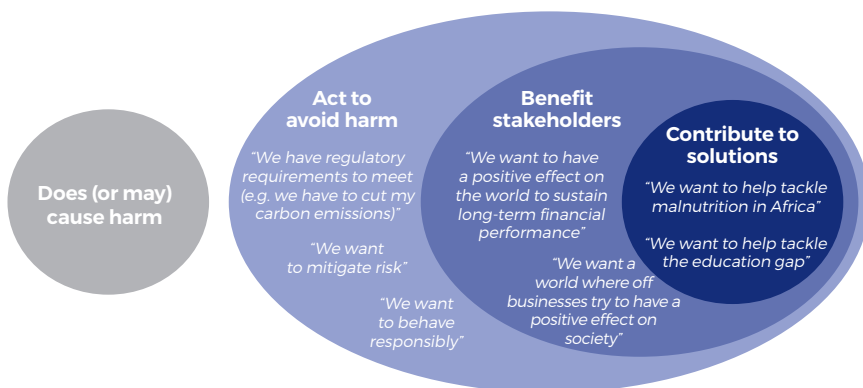 Does (or may)
cause harm
Act to
avoid harm
“We have regulatory
requirements to meet
(e.g. we have to cut my
carbon emissions)”
“We want
to mitigate risk”
“We want
to behave
responsibly”
Benefit
stakeholders
“We want to have
a positive effect on
the world to sustain
long-term financial
performance”
“We want a
world where off
businesses try to have a
positive effect on
society”
Contribute to
solutions
“We want to help tackle
malnutrition in Africa”
“We want to help tackle
the education gap”